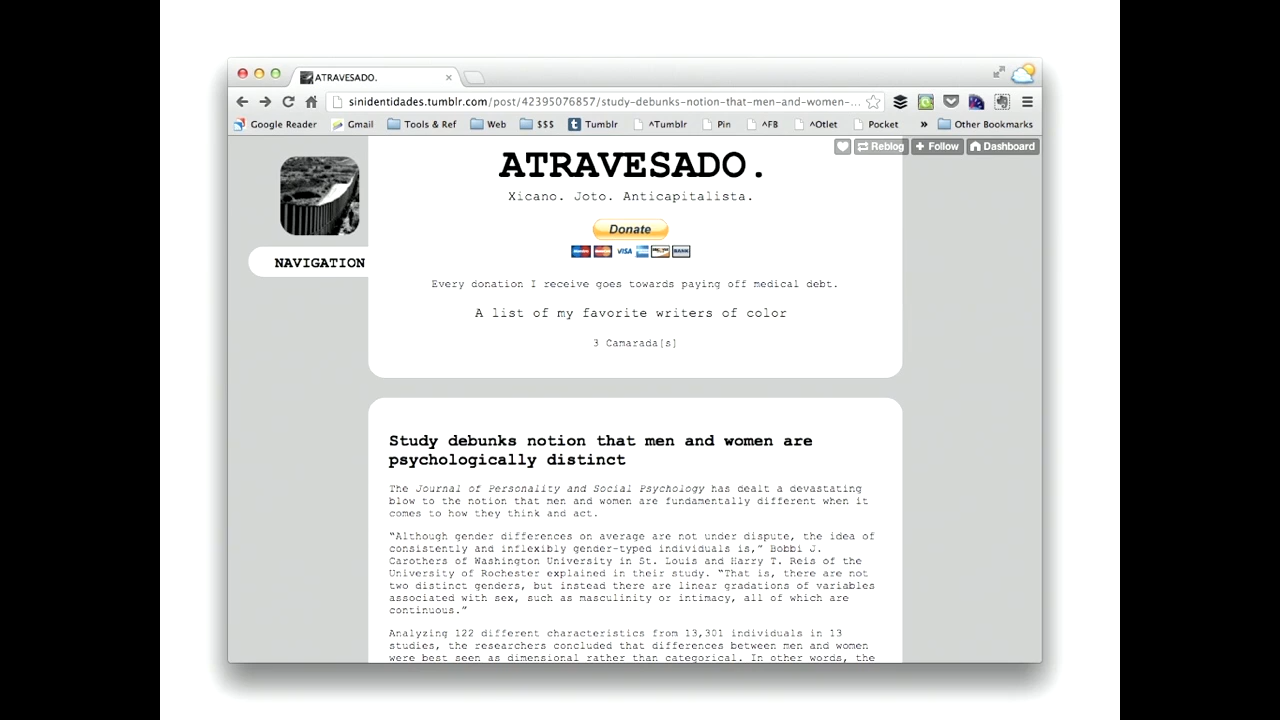 ATRAVESADO.
sinidentidades.tumblr.com/post/42395076857/study-debunks-notion-that-men-and-women-...
Google Reader Gmail Tools & Ref Web $$$ Tumblr ^Tumblr Pin ^FB ^Otlet Pocket » Other Bookmarks
Reblog + Follow Dashboard
ATRAVESADO.
Xicano. Joto. Anticapitalista.
Donate
VISA
BANK
NAVIGATION
Every donation I receive goes towards paying off medical debt.
A list of my favorite writers of color
3 Camarada[s]
Study debunks notion that men and women are
psychologically distinct
The Journal of Personality and Social Psychology has dealt a devastating
blow to the notion that men and women are fundamentally different when it
comes to how they think and act.
“Although gender differences on average are not under dispute, the idea of
consistently and inflexibly gender-typed individuals is,” Bobbi J.
Carothers of Washington University in St. Louis and Harry T. Reis of the
University of Rochester explained in their study. “That is, there are not
two distinct genders, but instead there are linear gradations of variables
associated with sex, such as masculinity or intimacy, all of which are
continuous.”
Analyzing 122 different characteristics from 13,301 individuals in 13
studies, the researchers concluded that differences between men and women
were best seen as dimensional rather than categorical. In other words, the